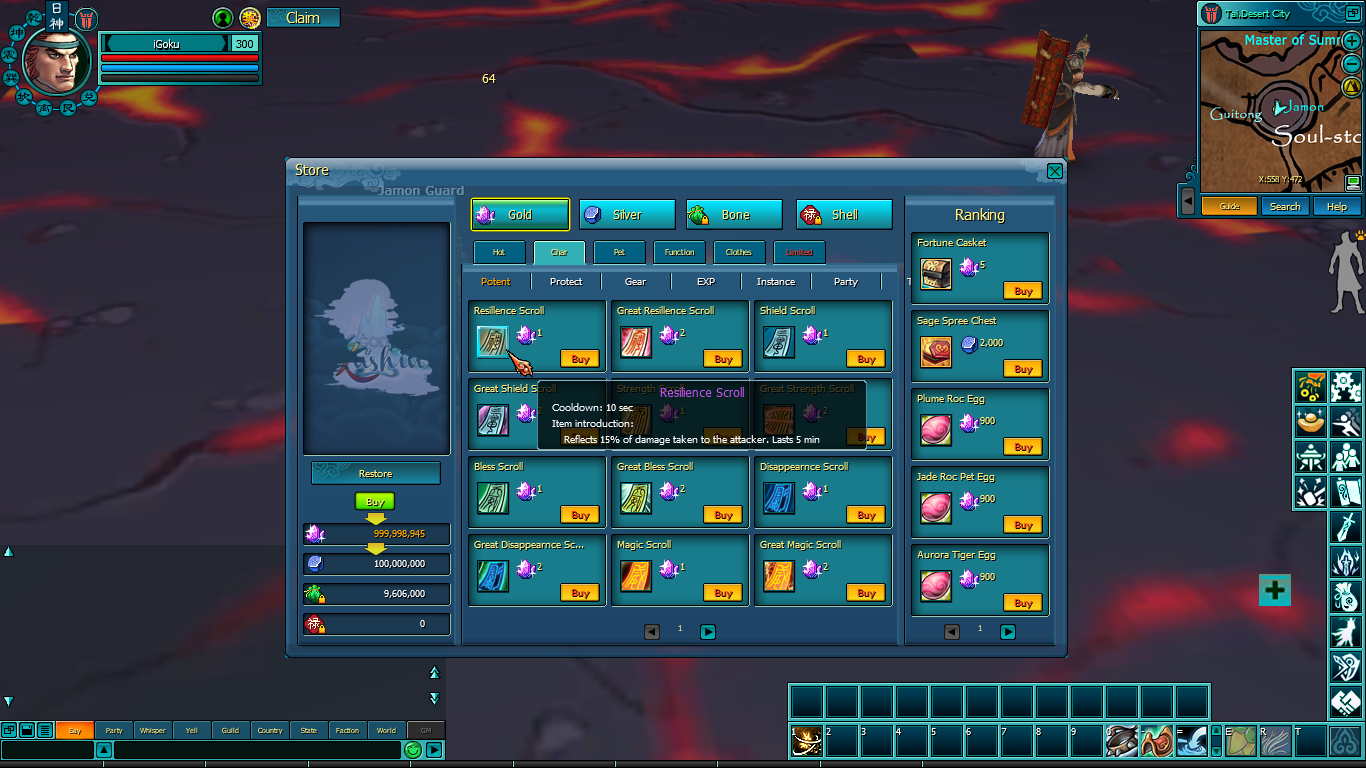 日
神
Claim
iGoku
300
64
Tai.Desert City
Master of Sum
Jamon
Guitong
Soul-sto
X:558 Y:472
Guide
Search
Help
Store
Jamon Guard
Gold
Silver
Bone
Shell
Hot
Char
Pet
Function
Clothes
Limited
Potent
Protect
Gear
EXP
Instance
Party
T
Resilience Scroll
1
Buy
Great Resilience Scroll
2
Buy
Shield Scroll
1
Buy
Great Shield Sc
Strength Scroll
Great Strength Scroll
Buy
Resilience Scroll
Cooldown: 10 sec
Item introduction:
Reflects 15% of damage taken to the attacker. Lasts 5 min
Bless Scroll
1
Buy
Great Bless Scroll
2
Buy
Disappearnce Scroll
1
Buy
Great Disappearnce Sc...
2
Buy
Magic Scroll
1
Buy
Great Magic Scroll
2
Buy
1
Restore
Buy
999,998,945
100,000,000
9,606,000
0
Ranking
Fortune Casket
5
Buy
Sage Spree Chest
2,000
Buy
Plume Roc Egg
900
Buy
Jade Roc Pet Egg
900
Buy
Aurora Tiger Egg
900
Buy
1
Say
Party
Whisper
Yell
Guild
Country
State
Faction
World
GM
1
2
3
4
5
6
7
8
9
-
=
E
R
T